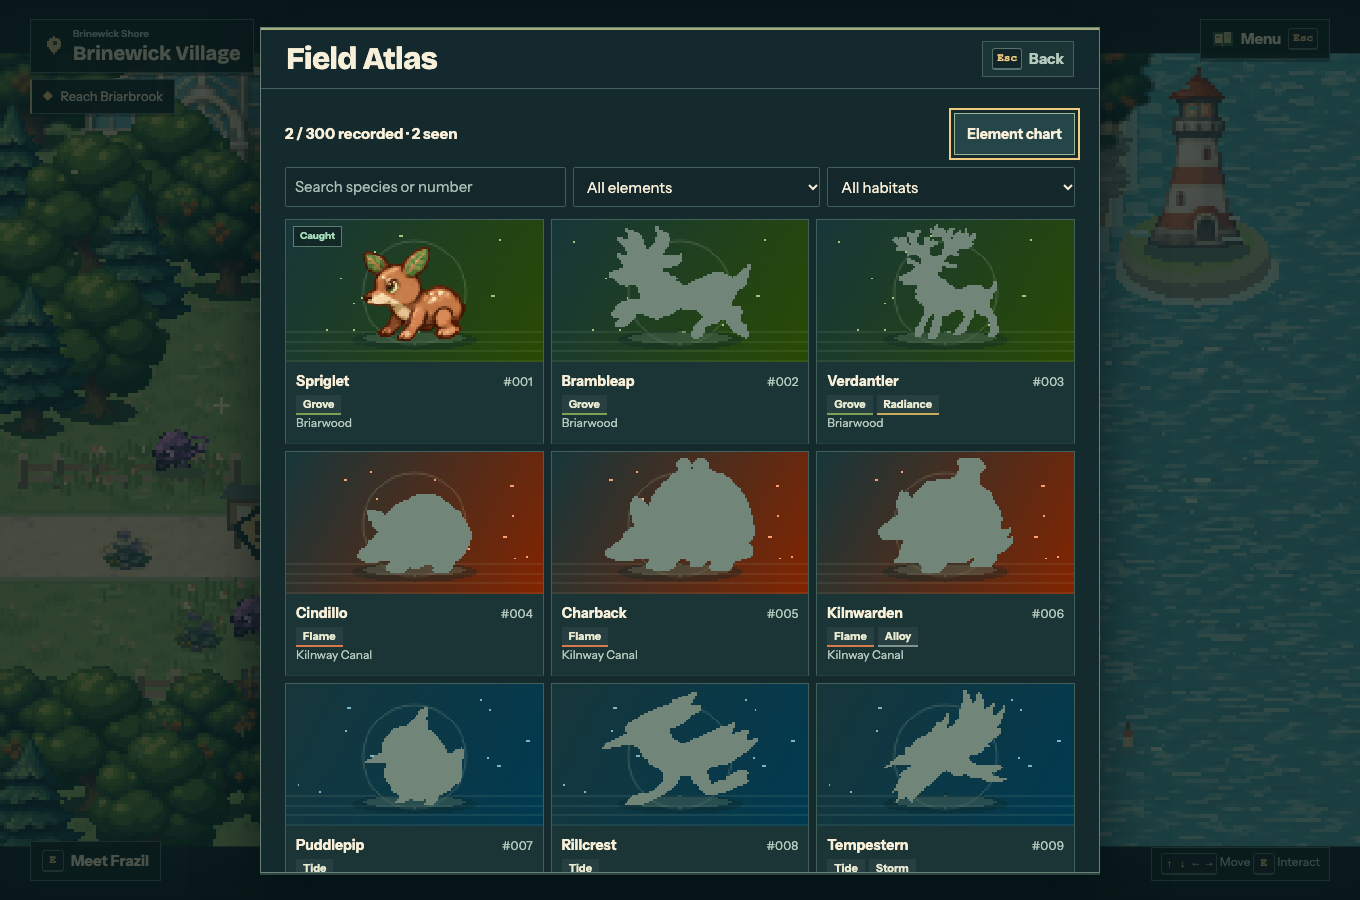 Brinewick Shore
Brinewick Village
Reach Briarbrook
Field Atlas
Esc Back
Menu Esc
2 / 300 recorded · 2 seen
Element chart
Search species or number
All elements
All habitats
Caught
Spriglet #001
Grove
Briarwood
Brambleap #002
Grove
Briarwood
Verdantler #003
Grove Radiance
Briarwood
Cindillo #004
Flame
Kilnway Canal
Charback #005
Flame
Kilnway Canal
Kilnwarden #006
Flame Alloy
Kilnway Canal
Puddlepip #007
Tide
Rillcrest #008
Tide
Tempestern #009
Tide Storm
E Meet Frazil
↑ ↓ ← → Move E Interact